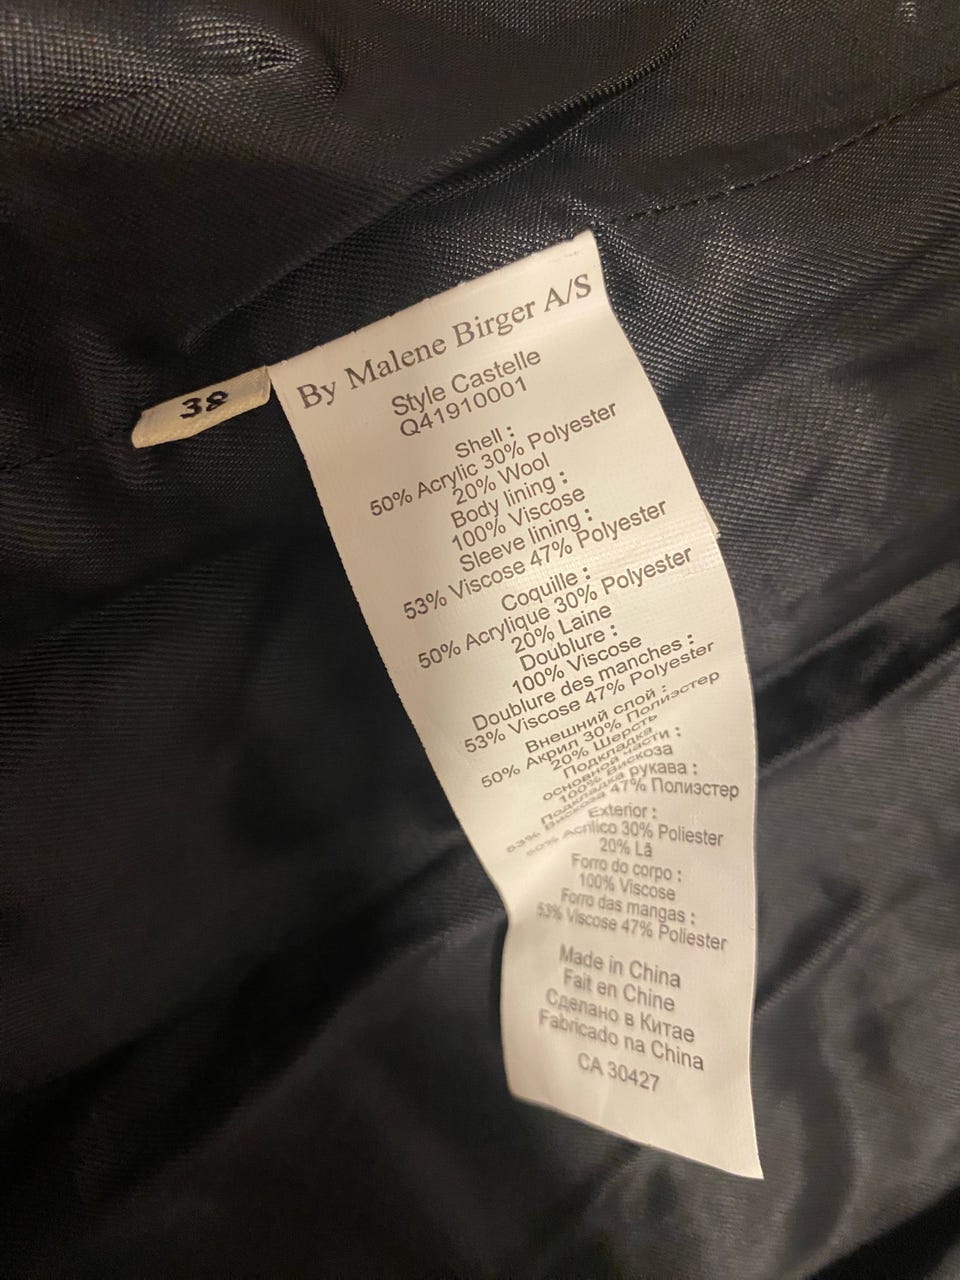 38
By Malene Birger A/S
Style Castelle
Q41910001
Shell :
50% Acrylic 30% Polyester
20% Wool
Body lining :
100% Viscose
Sleeve lining :
53% Viscose 47% Polyester
Coquille :
50% Acrylique 30% Polyester
20% Laine
Doublure :
100% Viscose
Doublure des manches :
53% Viscose 47% Polyester
Внешний слой :
50% Акрил 30% Полиэстер
20% Шерсть
Подкладка
основной части :
100% Вискоза
Подкладка рукава :
53% Вискоза 47% Полиэстер
Exterior :
50% Acrílico 30% Poliester
20% Lã
Forro do corpo :
100% Viscose
Forro das mangas :
53% Viscose 47% Poliester
Made in China
Fait en Chine
Сделано в Китае
Fabricado na China
CA 30427